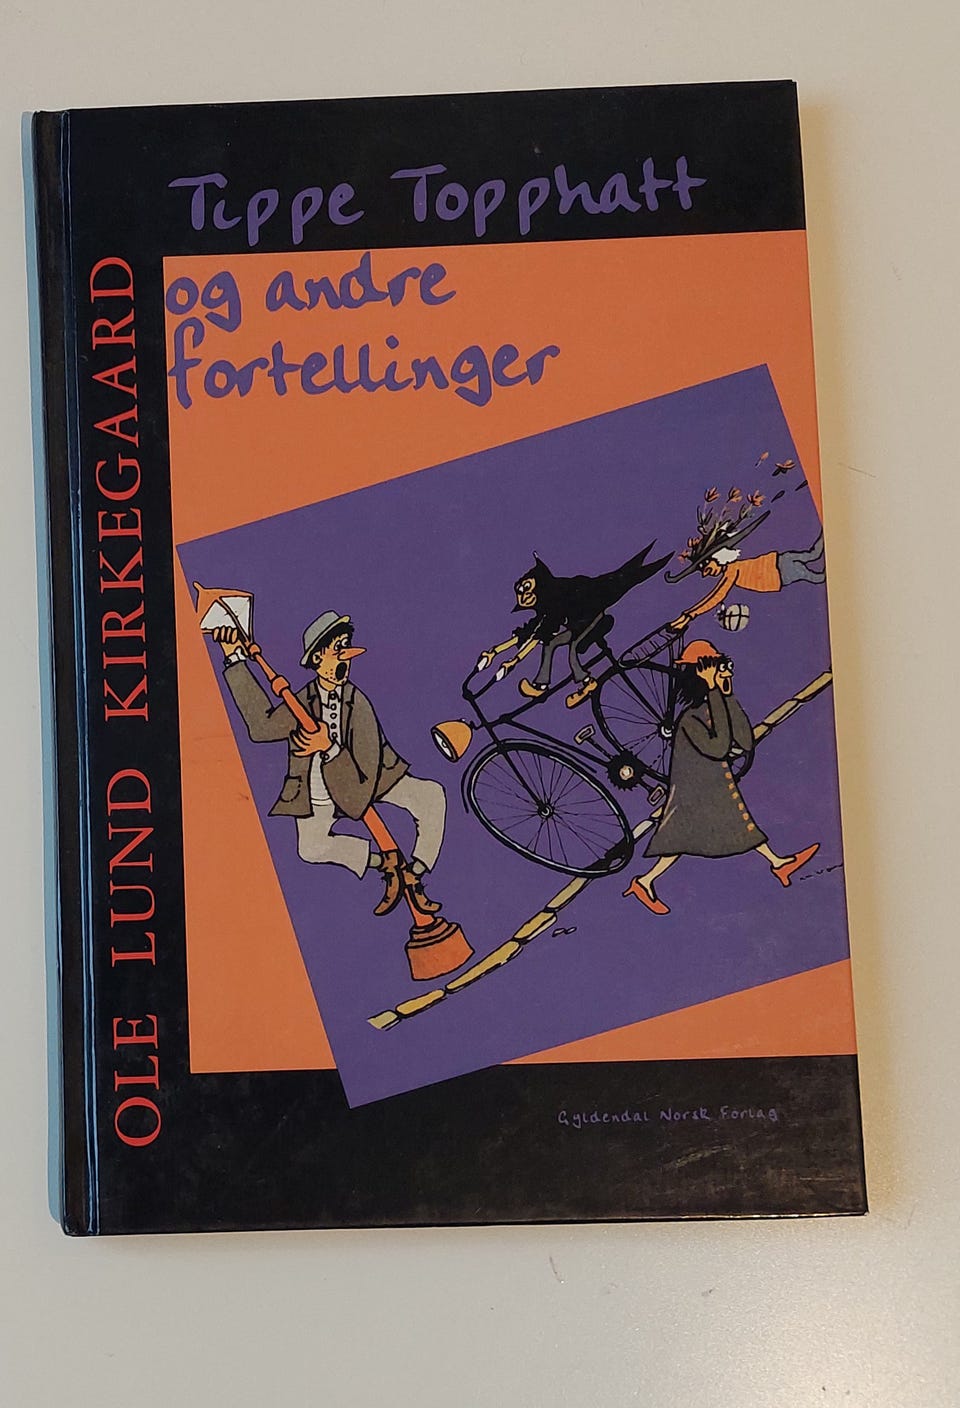 OLE LUND KIRKEGAARD
Tippe Topphatt
og andre
fortellinger
Gyldendal Norsk Forlag